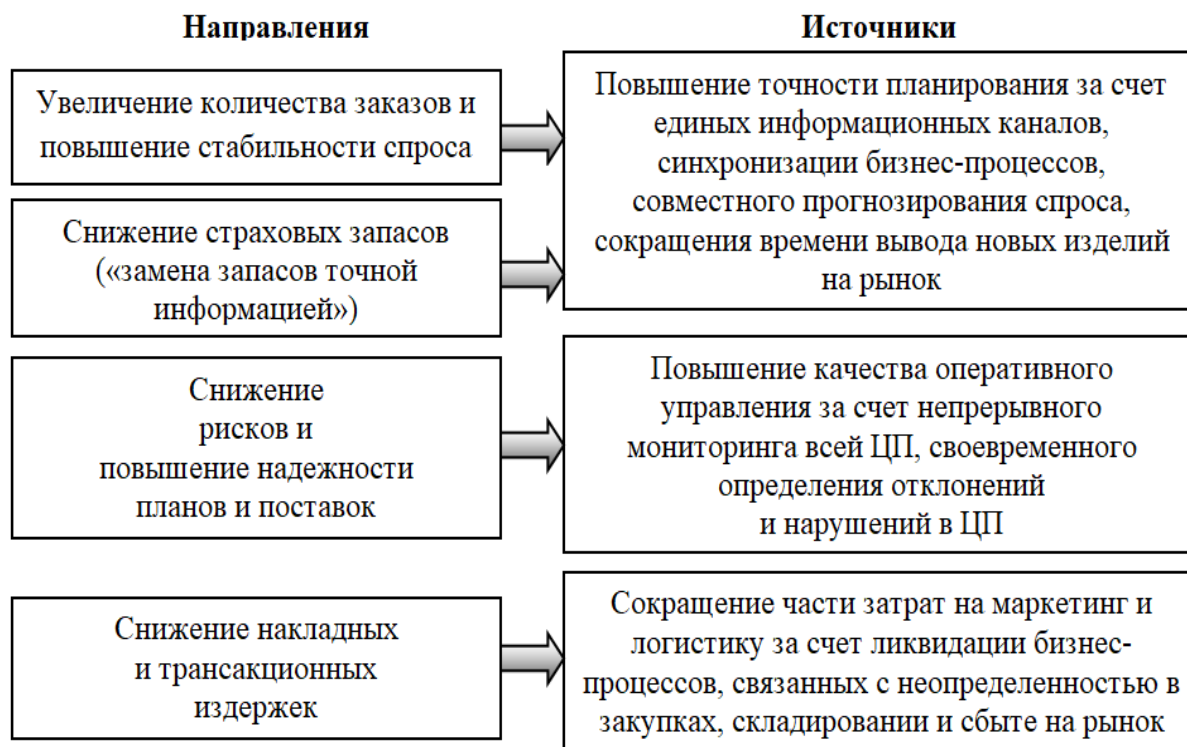 Направления
Источники
Увеличение количества заказов и
повышение стабильности спроса
Повышение точности планирования за счет
единых информационных каналов,
синхронизации бизнес-процессов,
совместного прогнозирования спроса,
сокращения времени вывода новых изделий
на рынок
Снижение страховых запасов
(«замена запасов точной
информацией»)
Снижение
рисков и
повышение надежности
планов и поставок
Повышение качества оперативного
управления за счет непрерывного
мониторинга всей ЦП, своевременного
определения отклонений
и нарушений в ЦП
Снижение накладных
и трансакционных
издержек
Сокращение части затрат на маркетинг и
логистику за счет ликвидации бизнес-
процессов, связанных с неопределенностью в
закупках, складировании и сбыте на рынок